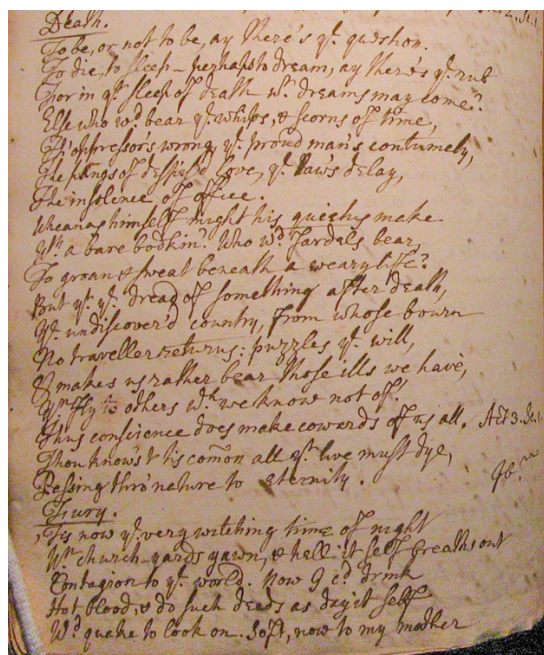 Death.
To be, or not to be, ay there's yt. question.
To die, to sleep – perhaps to dream, ay there's ye. rub
For in yt. sleep of death wt. dreams may come?
Else who wd. bear ye. whips, & scorns of time,
Th' oppressor's wrong, ye. proud man's contumely,
The pangs of despis'd love, ye. laws delay,
The insolence of office.
Wheanas himself might his quiehy make
Wth. a bare bodkin? Who wd. fardels bear,
To groan & sweat beneath a weary life?
But yt. ye. dread of something after death,
Ye. undiscover'd country, from whose bourn
No traveller returns: puzzles ye. will,
& makes us rather bear those ills we have,
yn. fly to others wh. we know not off.
Thus conscience does make cowards of us all. Act 3. Sc. 1.
Thou know'st tis comon all yt. live must dye,
Passing thro' nature to eternity.
Fury.
'Tis now ye. very witching time of night
Wn. church-yards yawn, & hell it self breaths out
Contagion to ye. world. Now I cd. drink
Hot blood, & do such deeds as day it self
Wd. quake to look on. Soft, now to my mother